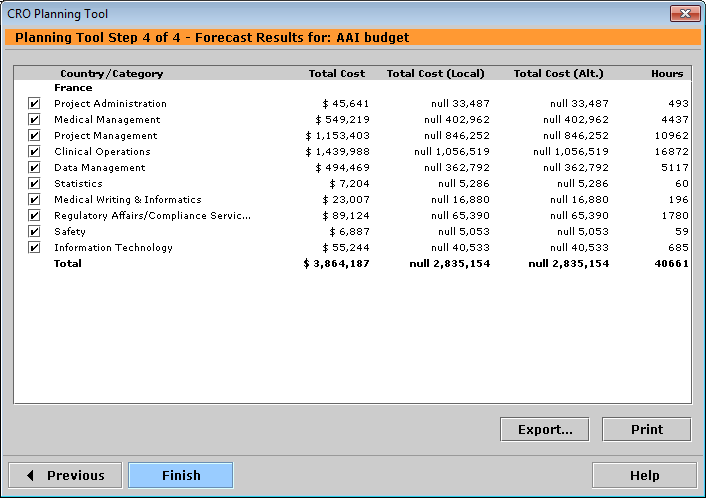 CRO Planning Tool
Planning Tool Step 4 of 4 - Forecast Results for: AAI budget
Country/Category Total Cost Total Cost (Local) Total Cost (Alt.) Hours
France
Project Administration $ 45,641 null 33,487 null 33,487 493
Medical Management $ 549,219 null 402,962 null 402,962 4437
Project Management $ 1,153,403 null 846,252 null 846,252 10962
Clinical Operations $ 1,439,988 null 1,056,519 null 1,056,519 16872
Data Management $ 494,469 null 362,792 null 362,792 5117
Statistics $ 7,204 null 5,286 null 5,286 60
Medical Writing & Informatics $ 23,007 null 16,880 null 16,880 196
Regulatory Affairs/Compliance Servic... $ 89,124 null 65,390 null 65,390 1780
Safety $ 6,887 null 5,053 null 5,053 59
Information Technology $ 55,244 null 40,533 null 40,533 685
Total $ 3,864,187 null 2,835,154 null 2,835,154 40661
Export... Print
Previous Finish Help